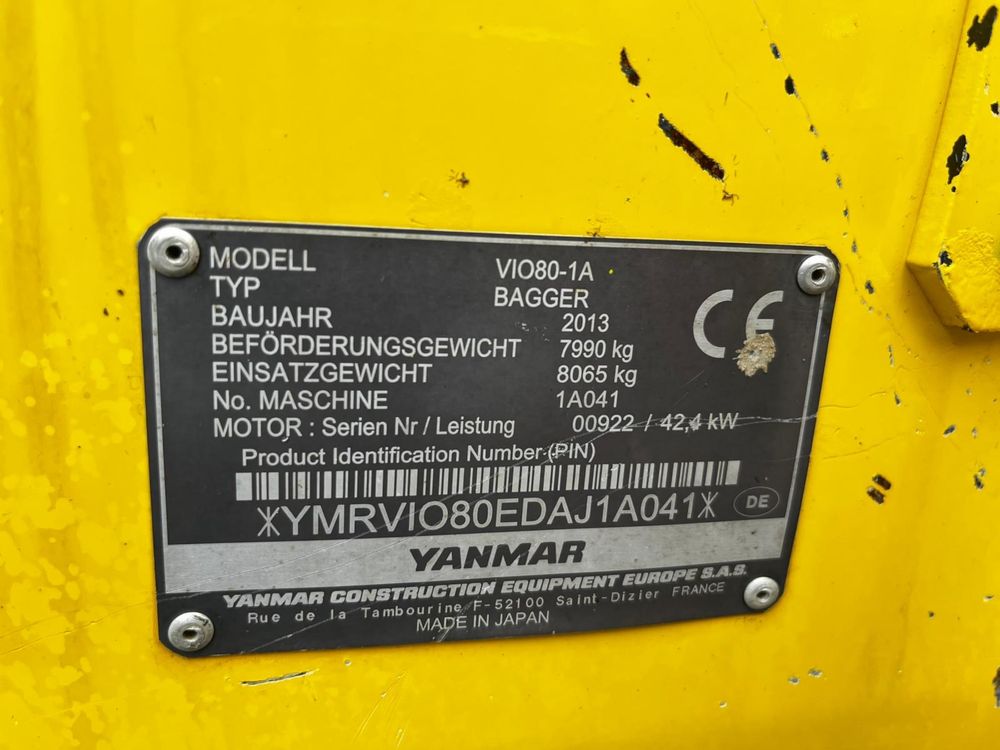 MODELL VIO80-1A
TYP BAGGER
BAUJAHR 2013
BEFÖRDERUNGSGEWICHT 7990 kg
EINSATZGEWICHT 8065 kg
No. MASCHINE 1A041
MOTOR : Serien Nr / Leistung 00922 / 42,4 kW
CE
Product Identification Number (PIN)
*YMRVIO80EDAJ1A041*
DE
YANMAR
YANMAR CONSTRUCTION EQUIPMENT EUROPE S.A.S.
Rue de la Tambourine F-52100 Saint-Dizier FRANCE
MADE IN JAPAN